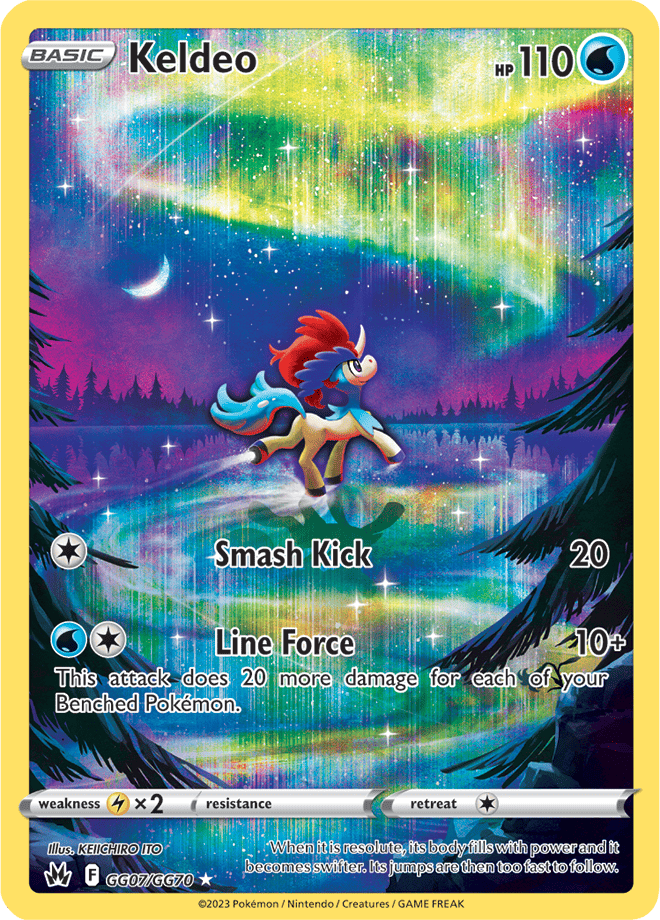 BASIC Keldeo HP 110
Smash Kick 20
Line Force 10+
This attack does 20 more damage for each of your
Benched Pokémon.
weakness ×2 resistance retreat
Illus. KEIICHIRO ITO
When it is resolute, its body fills with power and it
becomes swifter. Its jumps are then too fast to follow.
F GG07/GG70
©2023 Pokémon / Nintendo / Creatures / GAME FREAK